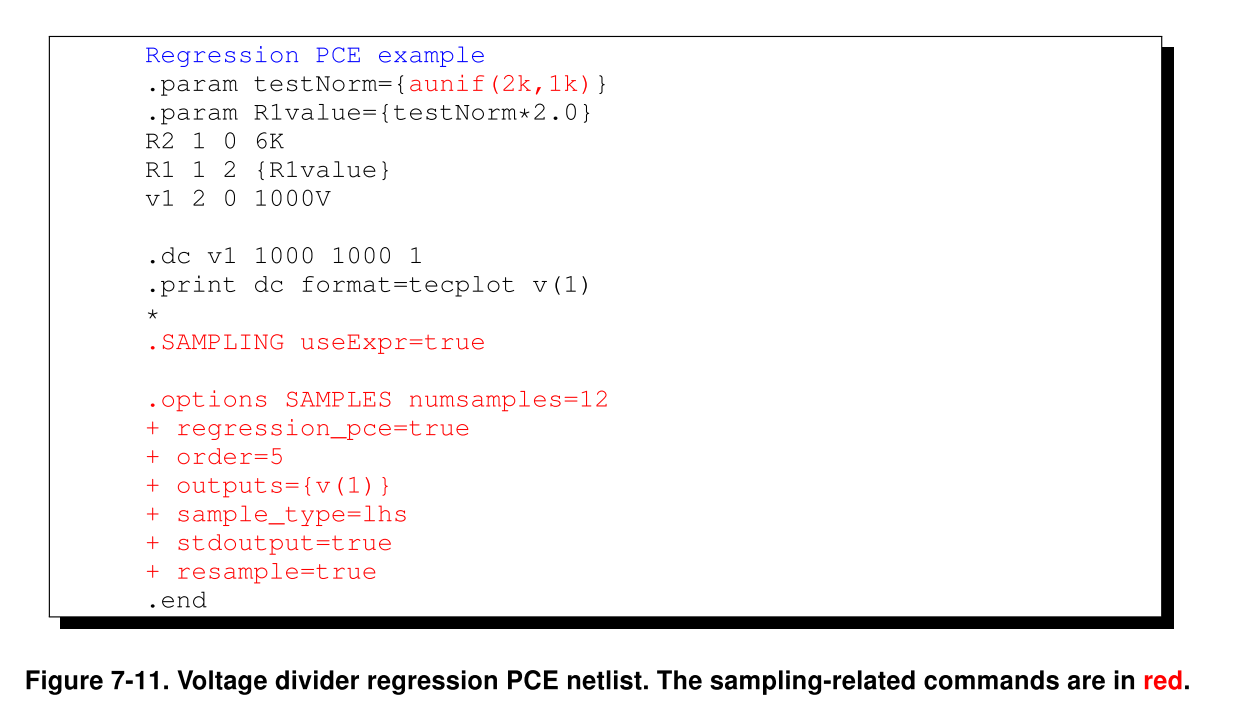 Regression PCE example
.param testNorm={aunif(2k,1k)}
.param R1value={testNorm*2.0}
R2 1 0 6K
R1 1 2 {R1value}
v1 2 0 1000V
.dc v1 1000 1000 1
.print dc format=tecplot v(1)
*
.SAMPLING useExpr=true
.options SAMPLES numsamples=12
+ regression_pce=true
+ order=5
+ outputs={v(1)}
+ sample_type=lhs
+ stdoutput=true
+ resample=true
.end
Figure 7-11. Voltage divider regression PCE netlist. The sampling-related commands are in red.